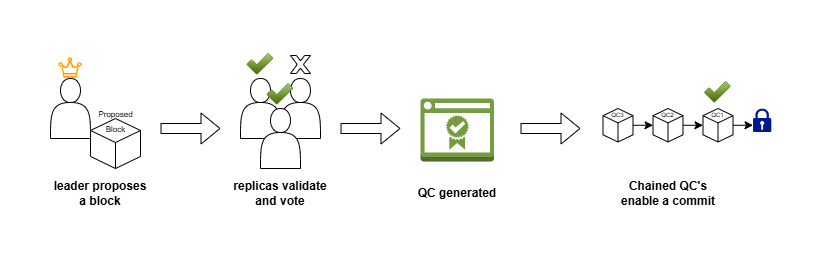 Proposed
Block
leader proposes
a block
replicas validate
and vote
QC generated
QC3
QC2
QC1
Chained QC's
enable a commit